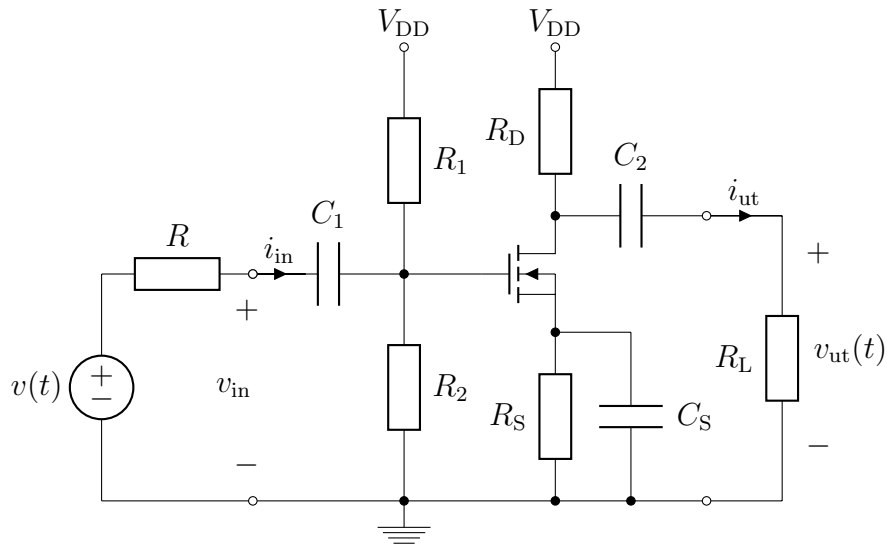 V_DD V_DD
R_D
R_1 C_2
C_1 i_ut
R i_in
+ +
v(t) + − v_in R_2 R_S C_S R_L v_ut(t)
− −